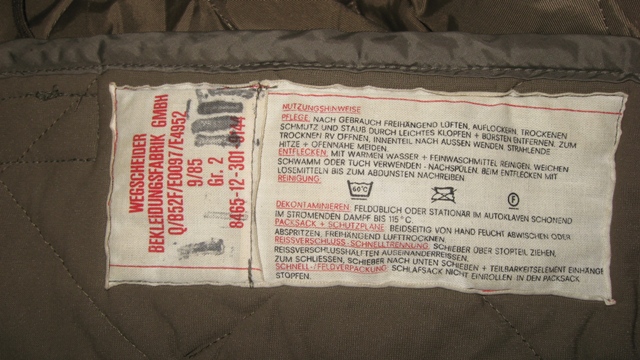 WEGSCHEIDER
BEKLEIDUNGSFABRIK GMBH
Q/B62F/E0097/E4952
9/85
Gr. 2
8465-12-301-
NUTZUNGSHINWEISE
PFLEGE: NACH GEBRAUCH FREIHÄNGEND LÜFTEN, AUFLOCKERN, TROCKENEN
SCHMUTZ UND STAUB DURCH LEICHTES KLOPFEN + BÜRSTEN ENTFERNEN. ZUM
TROCKNEN RV ÖFFNEN, INNENTEIL NACH AUSSEN WENDEN. STRAHLENDE
HITZE + OFENNÄHE MEIDEN.
ENTFLECKEN: MIT WARMEN WASSER + FEINWASCHMITTEL REINIGEN, WEICHEN
SCHWAMM ODER TUCH VERWENDEN - NACHSPÜLEN. BEIM ENTFLECKEN MIT
LÖSEMITTELN BIS ZUM ABDUNSTEN NACHREIBEN.
REINIGUNG:
60°C
F
DEKONTAMINIEREN: FELDÜBLICH ODER STATIONÄR IM AUTOKLAVEN SCHONEND
IM STRÖMENDEN DAMPF BIS 115°C.
PACKSACK + SCHUTZPLANE: BEIDSEITIG VON HAND FEUCHT ABWISCHEN ODER
ABSPRITZEN, FREIHÄNGEND LUFTTROCKNEN.
REISSVERSCHLUSS-SCHNELLTRENNUNG: SCHIEBER ÜBER STOPTEIL ZIEHEN,
REISSVERSCHLUSSHÄLFTEN AUSEINANDERREISSEN.
ZUM SCHLIESSEN, SCHIEBER NACH UNTEN SCHIEBEN + TEILBARKEITSELEMENT EINHÄNGE
SCHNELL-/FELDVERPACKUNG: SCHLAFSACK NICHT EINROLLEN, IN DEN PACKSACK
STOPFEN.